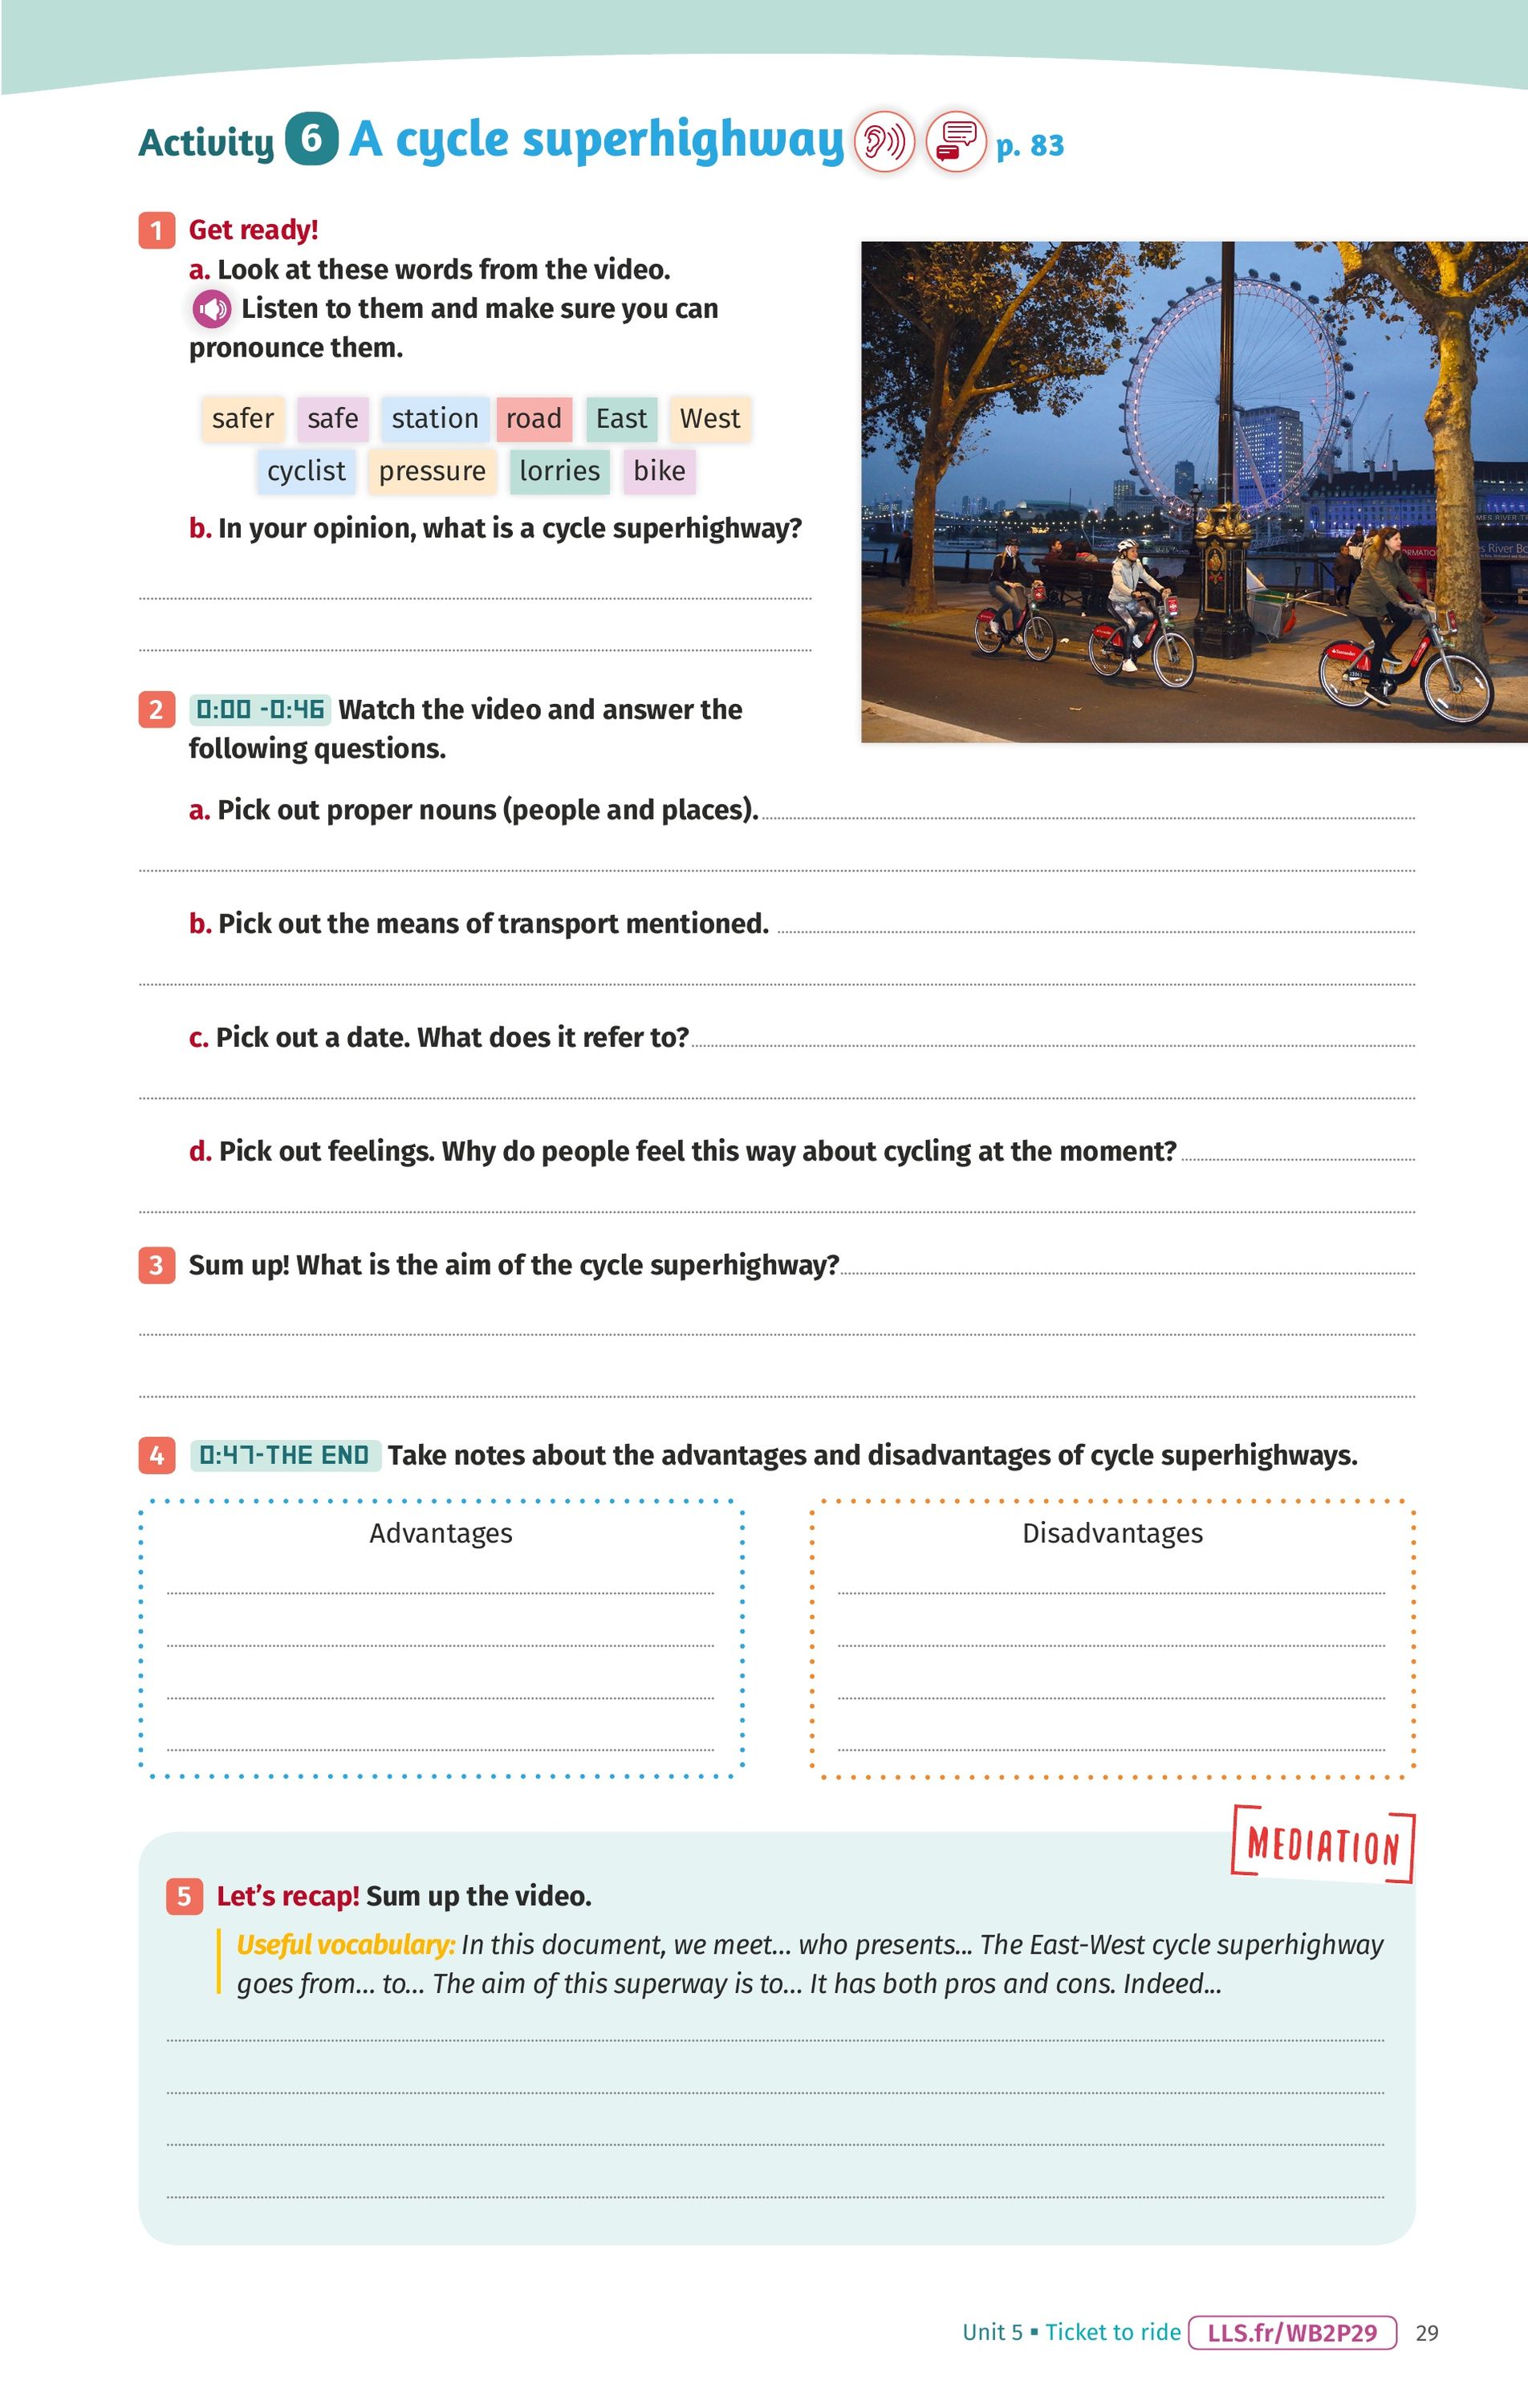 Activity 6 A cycle superhighway p. 83
1 Get ready!
a. Look at these words from the video.
Listen to them and make sure you can
pronounce them.
safer safe station road East West
cyclist pressure lorries bike
b. In your opinion, what is a cycle superhighway?
2 0:00 -0:46 Watch the video and answer the
following questions.
a. Pick out proper nouns (people and places).
b. Pick out the means of transport mentioned.
c. Pick out a date. What does it refer to?
d. Pick out feelings. Why do people feel this way about cycling at the moment?
3 Sum up! What is the aim of the cycle superhighway?
4 0:47-THE END Take notes about the advantages and disadvantages of cycle superhighways.
Advantages
Disadvantages
MEDIATION
5 Let's recap! Sum up the video.
Useful vocabulary: In this document, we meet... who presents... The East-West cycle superhighway
goes from... to... The aim of this superway is to... It has both pros and cons. Indeed...
Unit 5 ▪ Ticket to ride LLS.fr/WB2P29 29